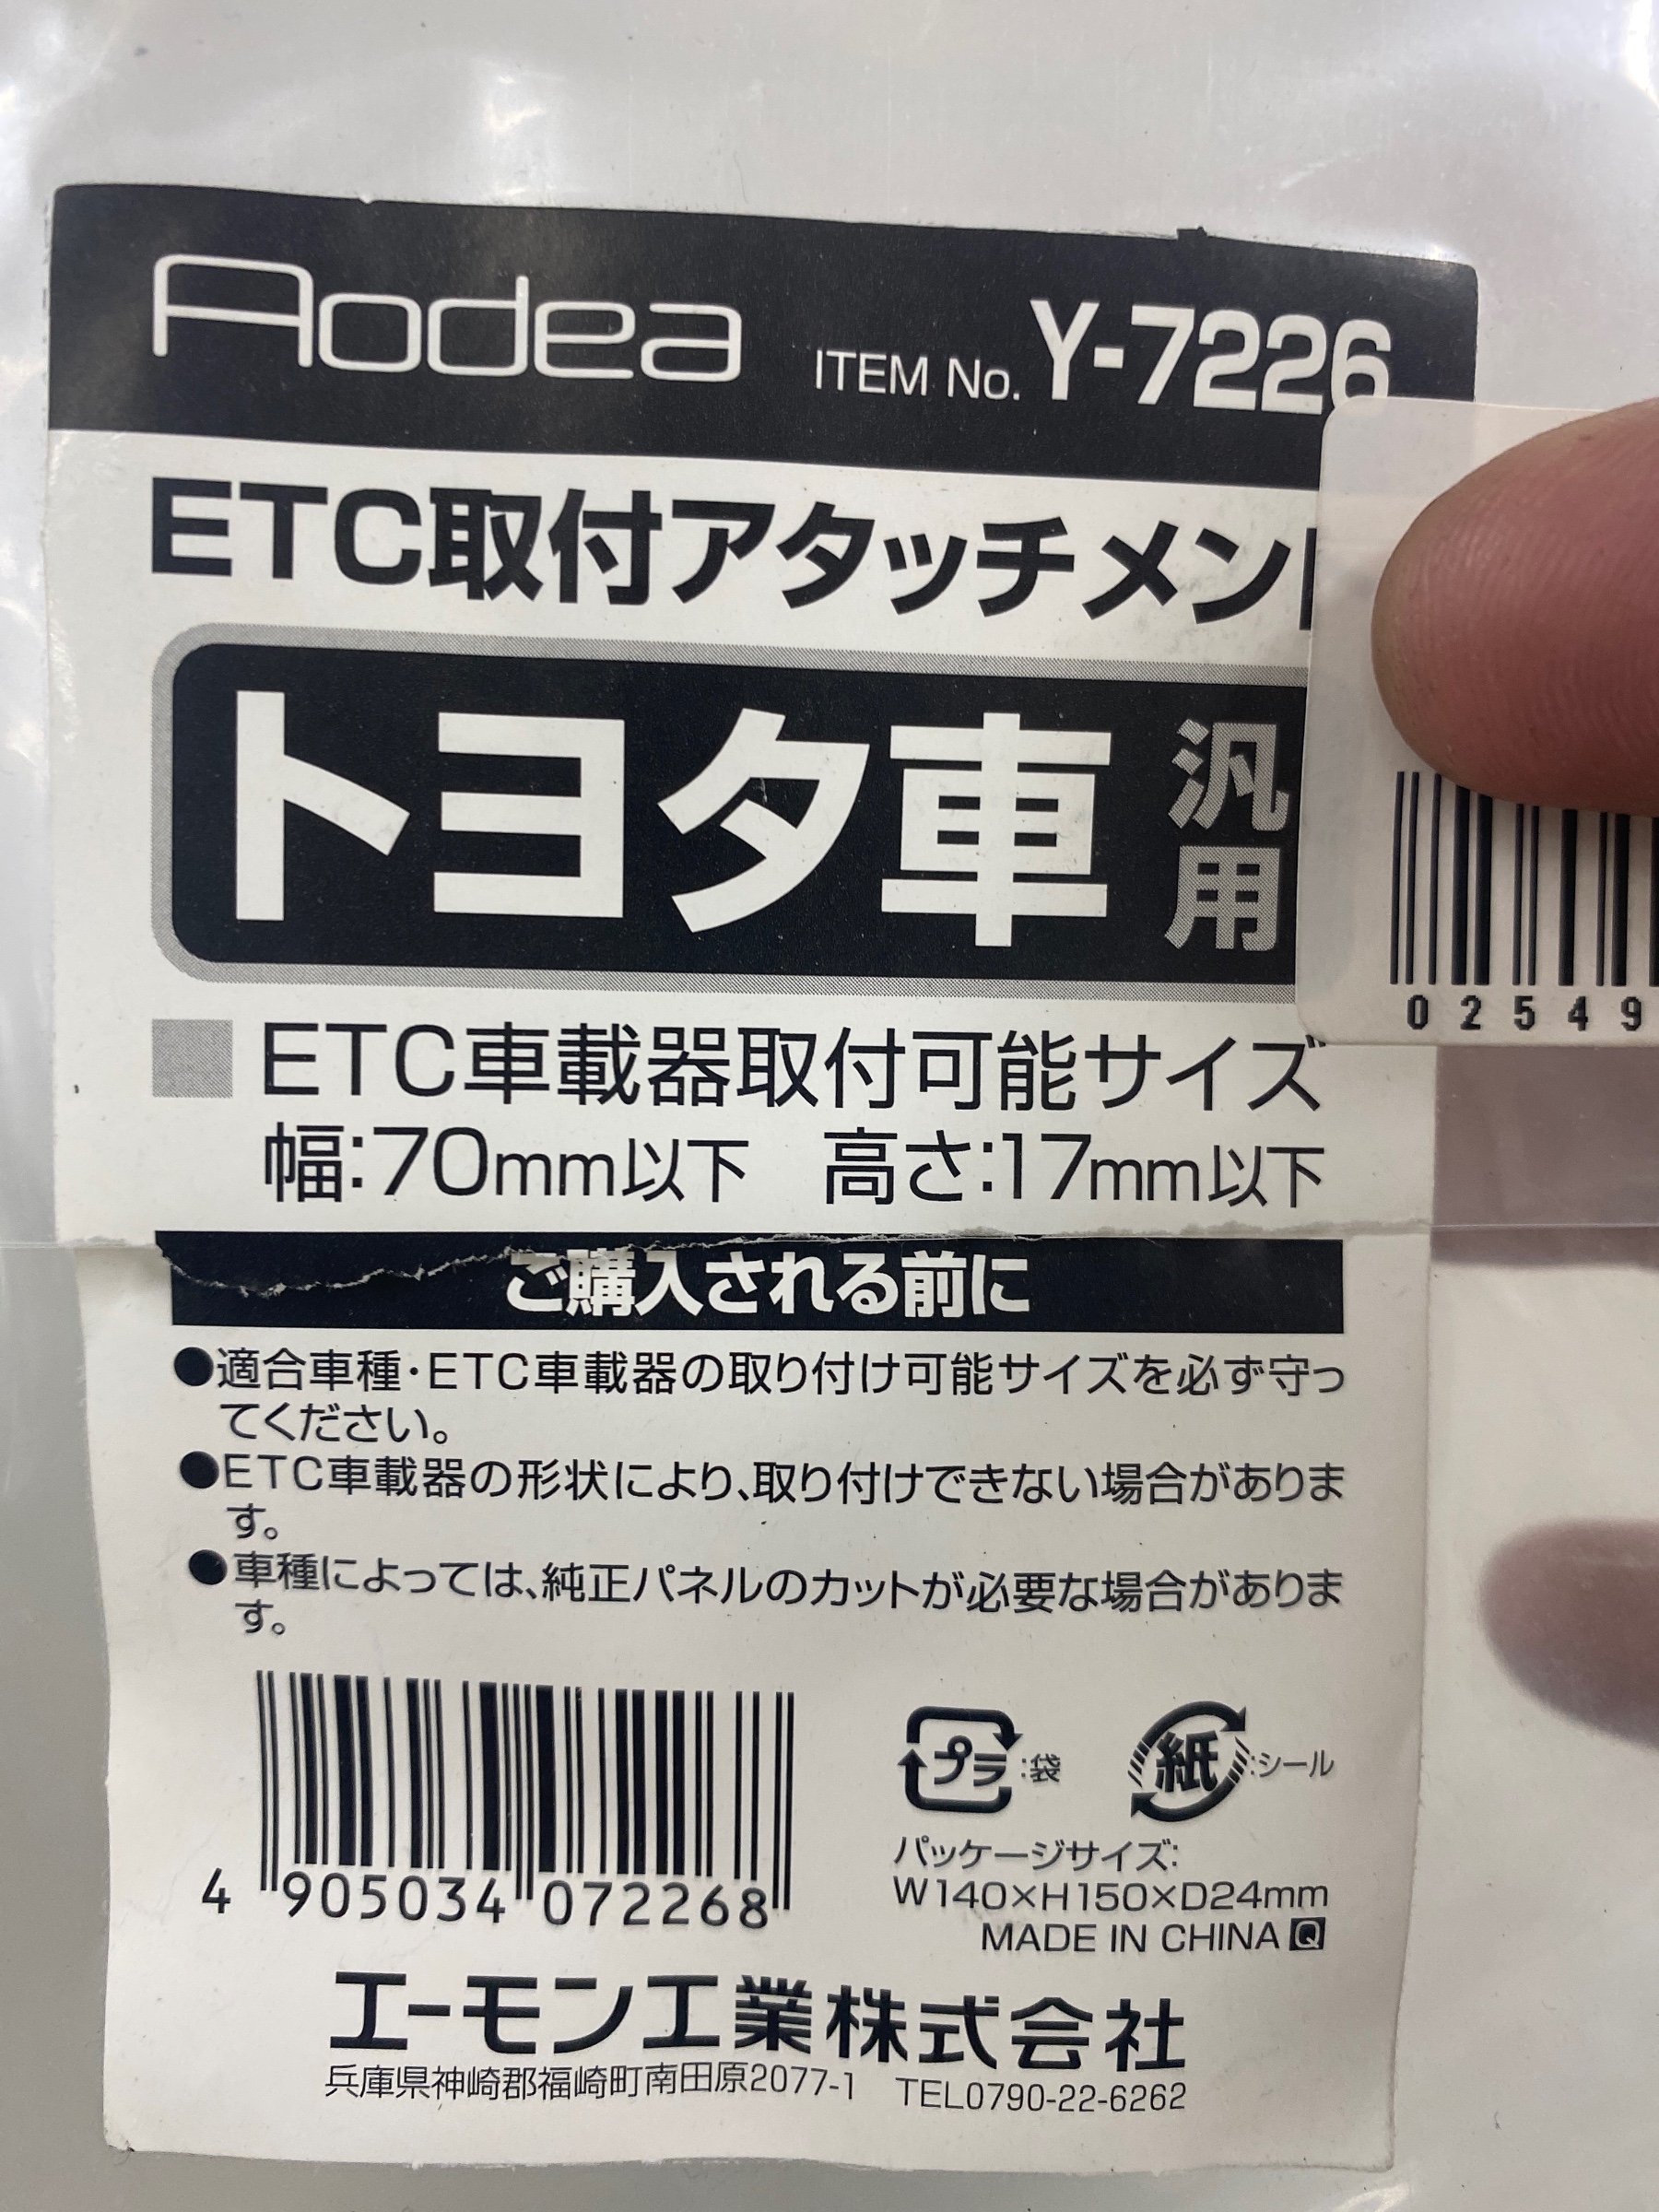 Aodea ITEM No. Y-7226
ETC取付アタッチメント
トヨタ車 汎用
02549
ETC車載器取付可能サイズ
幅:70mm以下 高さ:17mm以下
ご購入される前に
●適合車種・ETC車載器の取り付け可能サイズを必ず守っ
てください。
●ETC車載器の形状により、取り付けできない場合がありま
す。
●車種によっては、純正パネルのカットが必要な場合がありま
す。
プラ:袋 紙:シール
パッケージサイズ:
W140×H150×D24mm
MADE IN CHINA Q
4 905034 072268
エーモン工業株式会社
兵庫県神崎郡福崎町南田原2077-1 TEL0790-22-6262